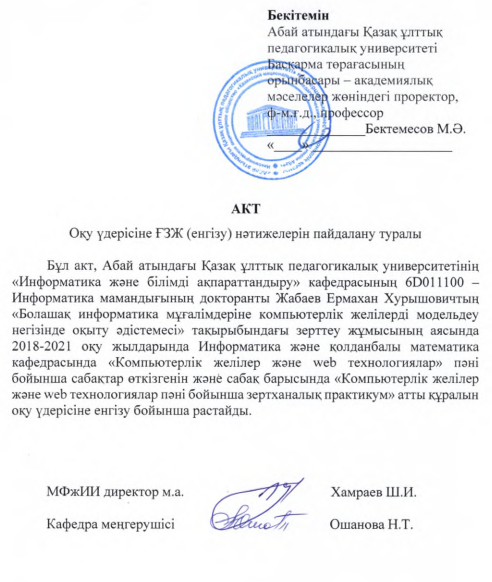 Бекітемін
Абай атындағы Қазақ ұлттық
педагогикалық университеті
Басқарма төрағасының
орынбасары – академиялық
мәселелер жөніндегі проректор,
ф-м.ғ.д., профессор
______________Бектемесов М.Ә.
«____»_____________________
АКТ
Оқу үдерісіне ҒЗЖ (енгізу) нәтижелерін пайдалану туралы
Бұл акт, Абай атындағы Қазақ ұлттық педагогикалық университетінің
«Информатика және білімді ақпараттандыру» кафедрасының 6D011100 –
Информатика мамандығының докторанты Жабаев Ермахан Хурышовичтың
«Болашақ информатика мұғалімдеріне компьютерлік желілерді модельдеу
негізінде оқыту әдістемесі» тақырыбындағы зерттеу жұмысының аясында
2018-2021 оқу жылдарында Информатика және қолданбалы математика
кафедрасында «Компьютерлік желілер және web технологиялар» пәні
бойынша сабақтар өткізгенін және сабақ барысында «Компьютерлік желілер
және web технологиялар пәні бойынша зертханалық практикум» атты құралын
оқу үдерісіне енгізу бойынша растайды.
МФжИИ директор м.а. Хамраев Ш.И.
Кафедра меңгерушісі Ошанова Н.Т.